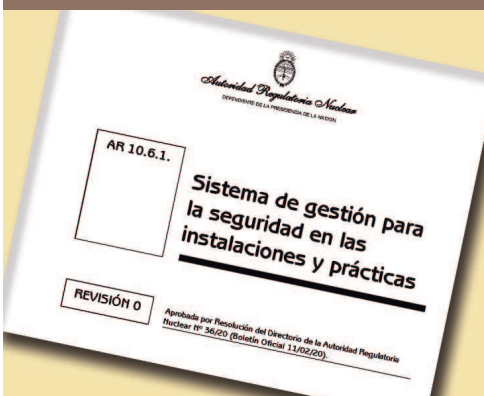 Autoridad Regulatoria Nuclear
DEPENDIENTE DE LA PRESIDENCIA DE LA NACION
AR 10.6.1.
Sistema de gestión para
la seguridad en las
instalaciones y prácticas
REVISIÓN 0
Aprobada por Resolución del Directorio de la Autoridad Regulatoria
Nuclear Nº 36/20 (Boletín Oficial 11/02/20).